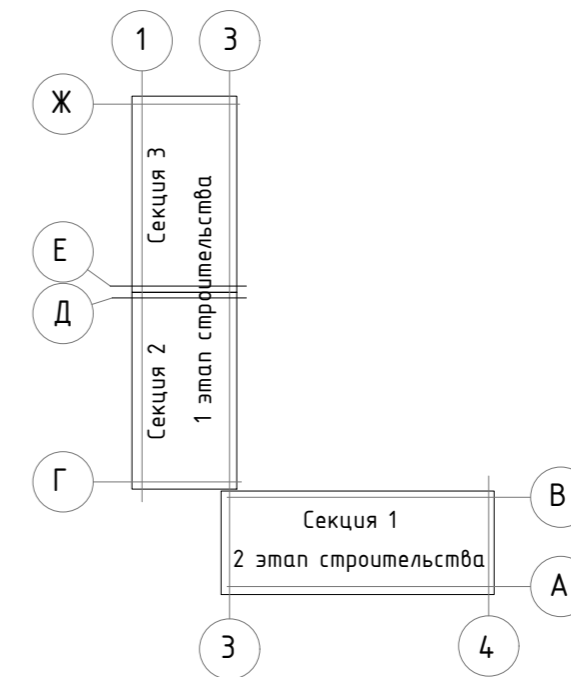 1
3
Ж
Секция 3
1 этап строительства
Е
Д
Секция 2
Г
В
Секция 1
2 этап строительства
А
3
4